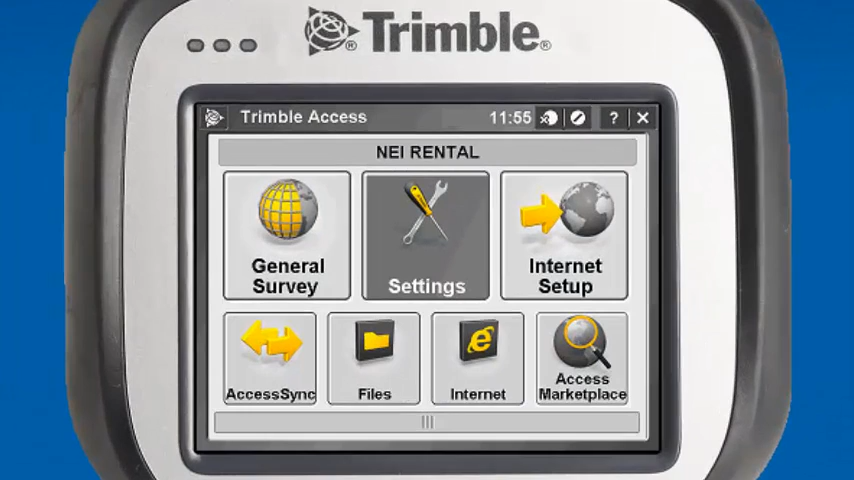 Trimble
Trimble Access
11:55
?
NEI RENTAL
General
Survey
Settings
Internet
Setup
AccessSync
Files
Internet
Access
Marketplace